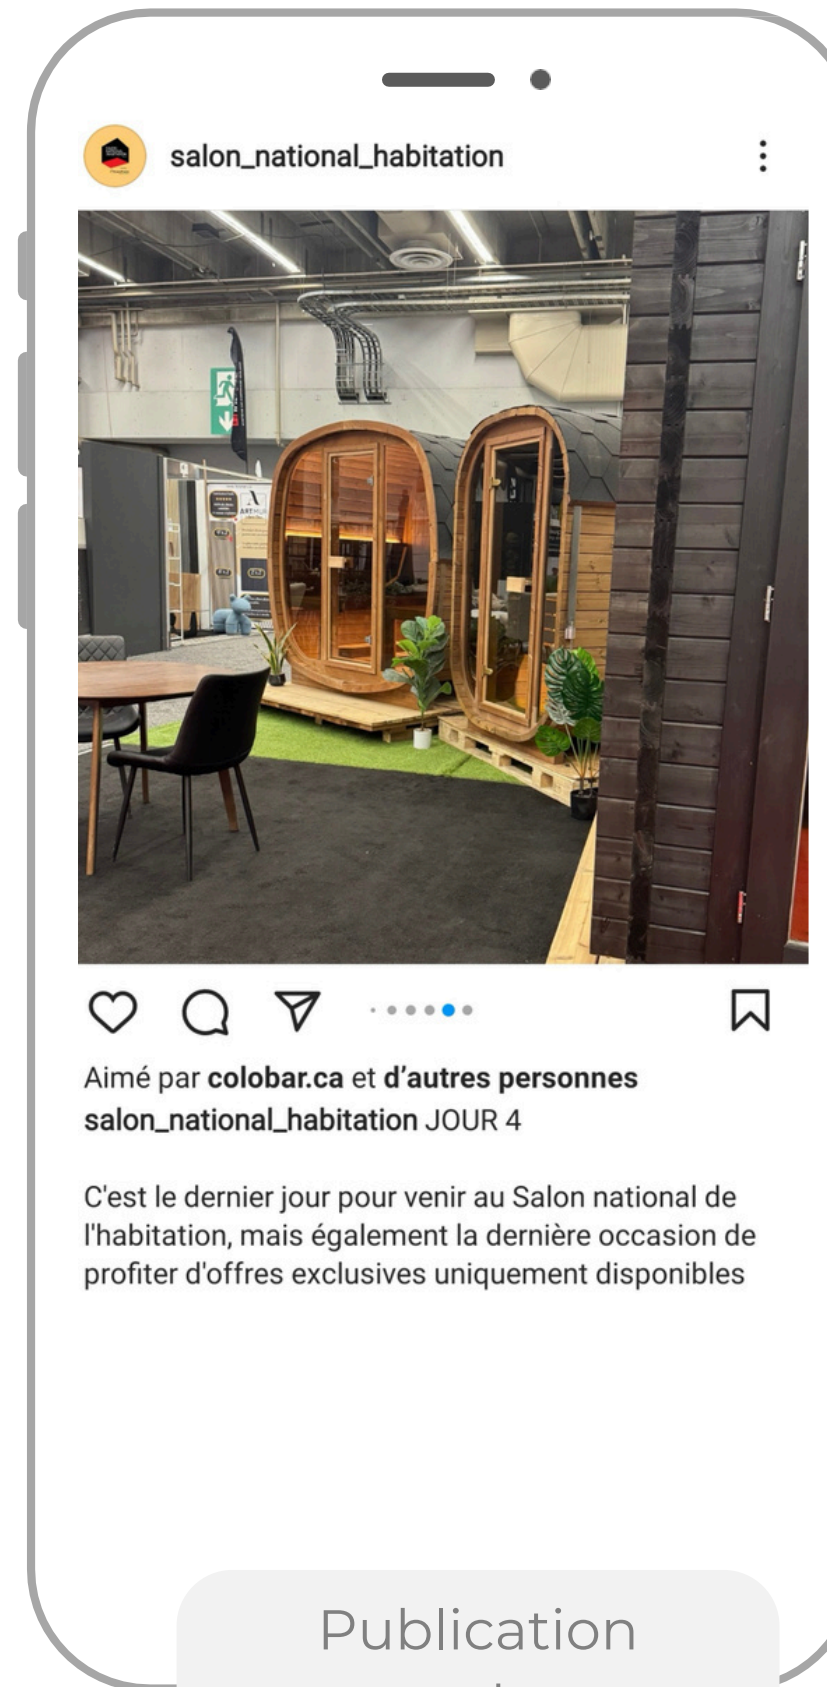 salon_national_habitation
ARTHUR
Aimé par colobar.ca et d’autres personnes
salon_national_habitation JOUR 4
C'est le dernier jour pour venir au Salon national de
l'habitation, mais également la dernière occasion de
profiter d'offres exclusives uniquement disponibles
Publication